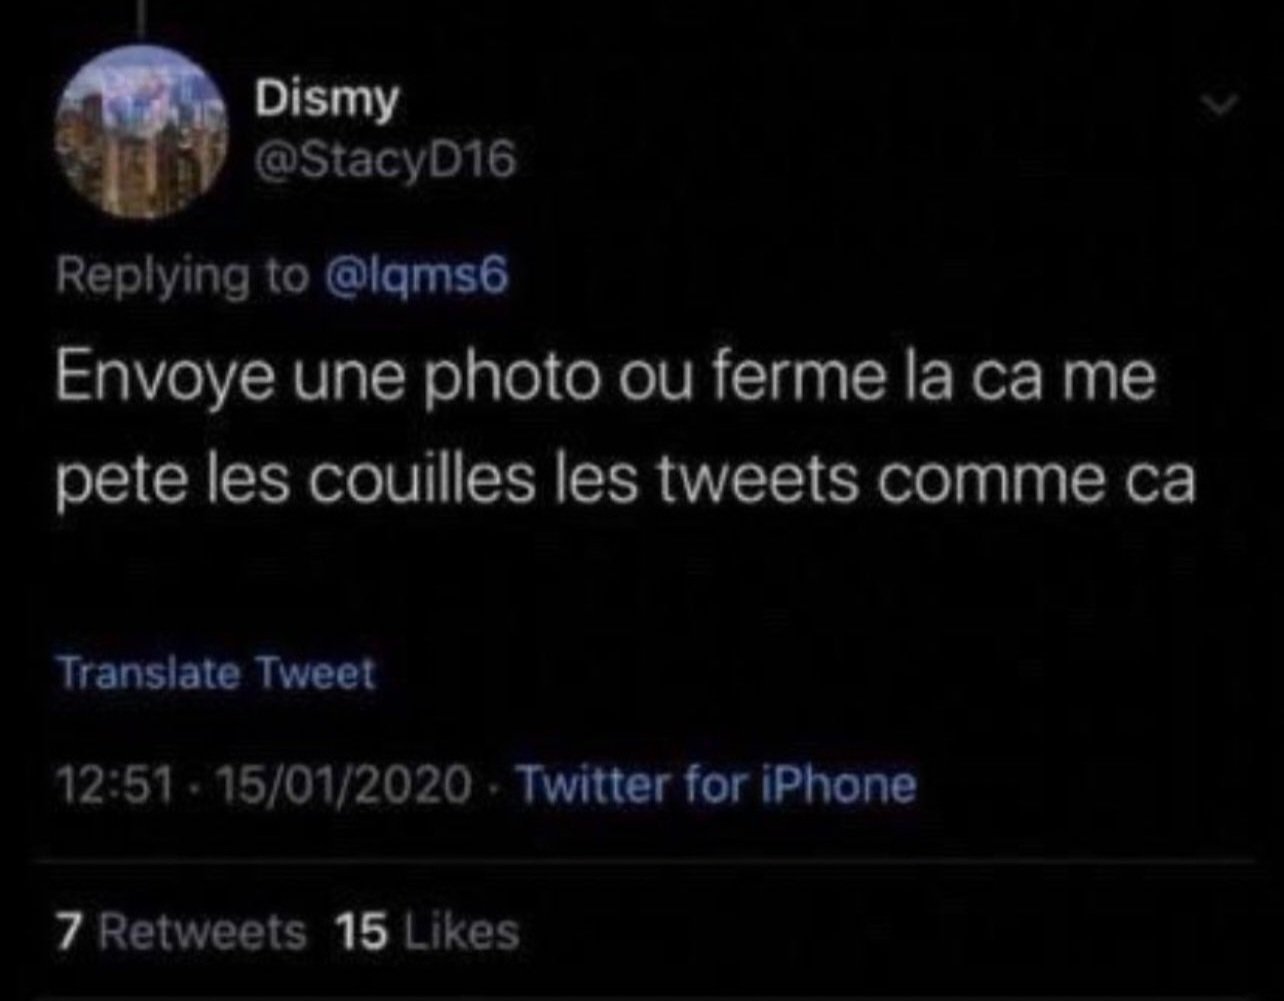 Dismy
@StacyD16
Replying to @lqms6
Envoye une photo ou ferme la ca me
pete les couilles les tweets comme ca
Translate Tweet
12:51 · 15/01/2020 · Twitter for iPhone
7 Retweets 15 Likes